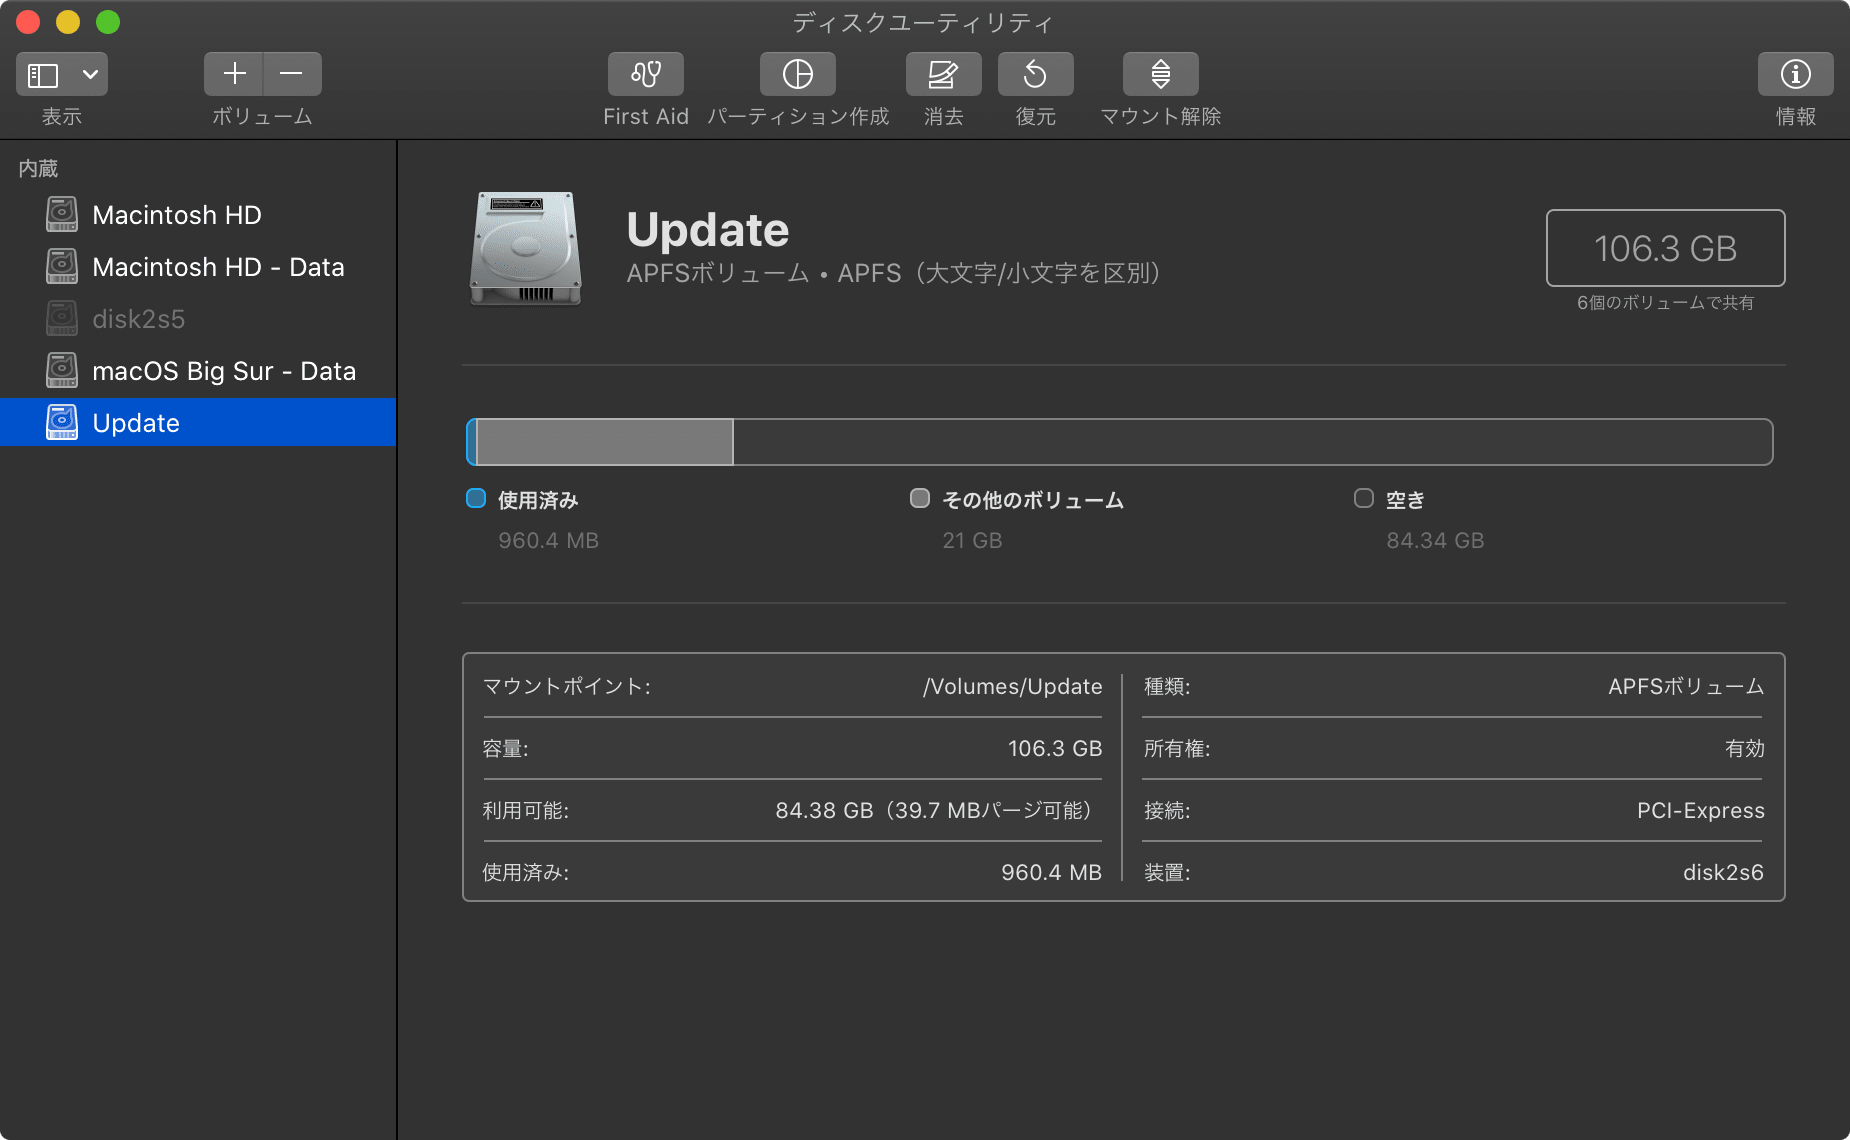 ディスクユーティリティ
表示
ボリューム
First Aid
パーティション作成
消去
復元
マウント解除
情報
内蔵
Macintosh HD
Macintosh HD - Data
disk2s5
macOS Big Sur - Data
Update
Update
APFSボリューム • APFS（大文字/小文字を区別）
106.3 GB
6個のボリュームで共有
使用済み
960.4 MB
その他のボリューム
21 GB
空き
84.34 GB
マウントポイント: /Volumes/Update
容量: 106.3 GB
利用可能: 84.38 GB（39.7 MBパージ可能）
使用済み: 960.4 MB
種類: APFSボリューム
所有権: 有効
接続: PCI-Express
装置: disk2s6